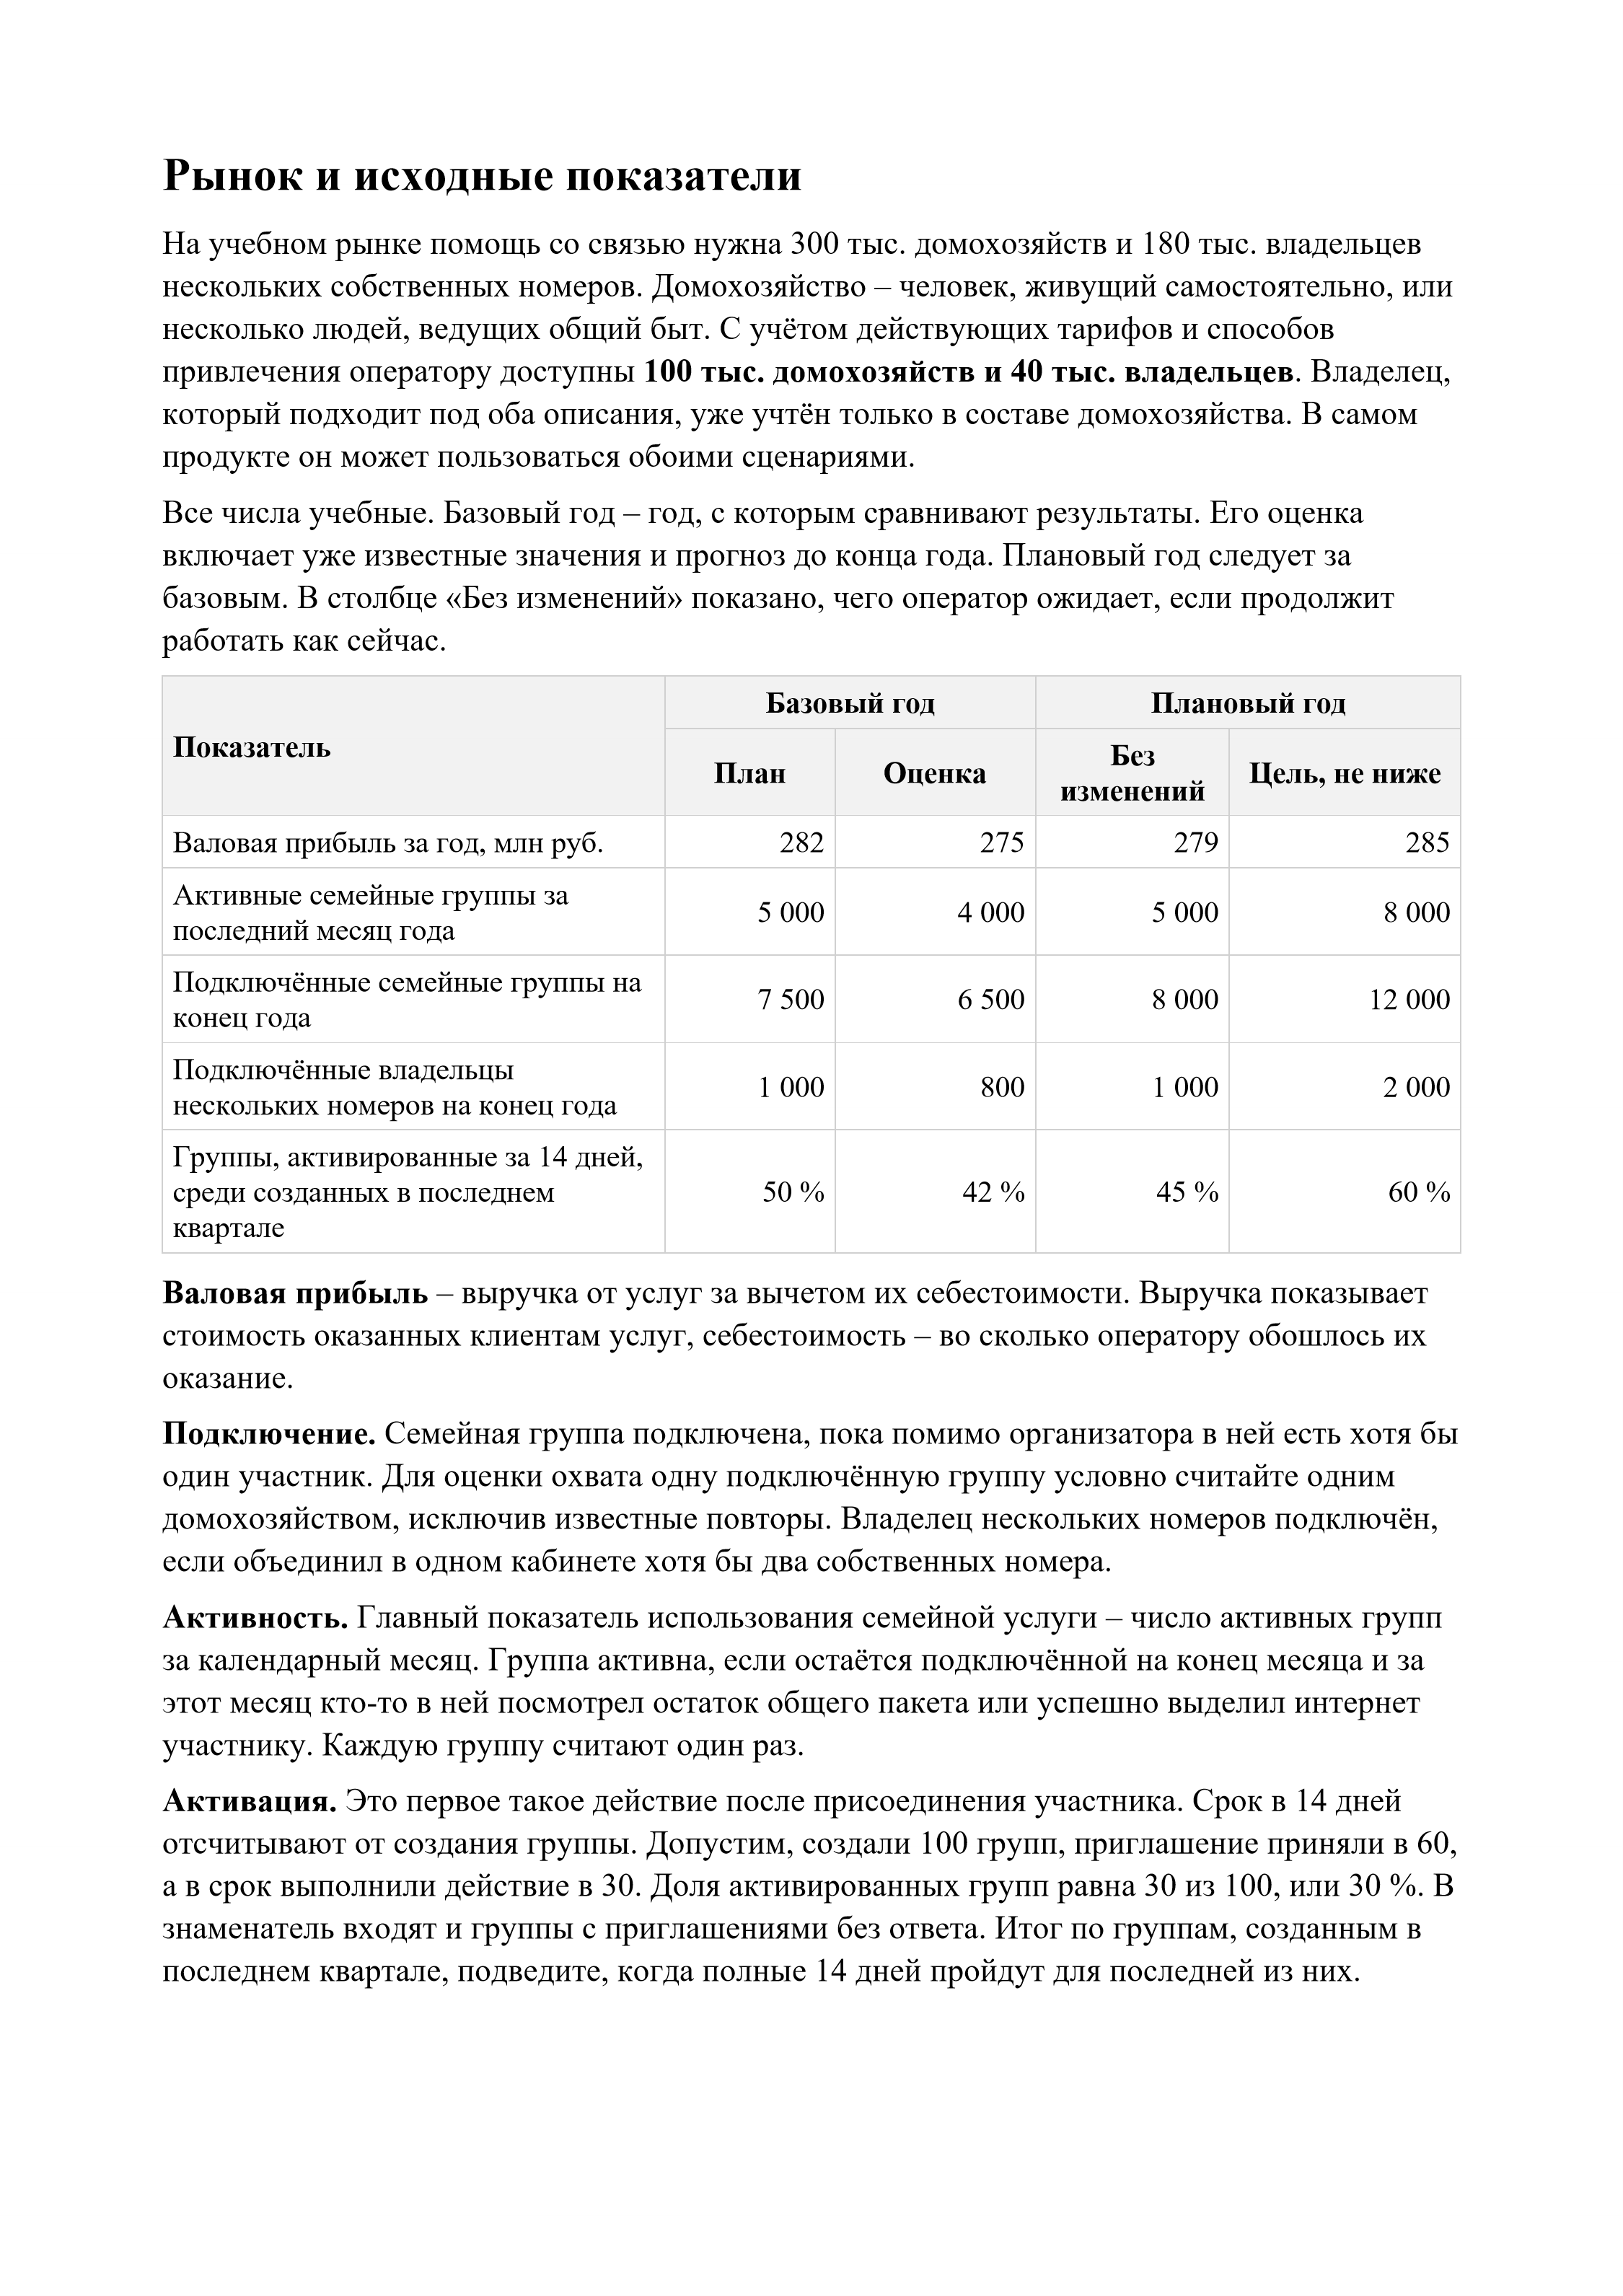 Рынок и исходные показатели
На учебном рынке помощь со связью нужна 300 тыс. домохозяйств и 180 тыс. владельцев
нескольких собственных номеров. Домохозяйство – человек, живущий самостоятельно, или
несколько людей, ведущих общий быт. С учётом действующих тарифов и способов
привлечения оператору доступны 100 тыс. домохозяйств и 40 тыс. владельцев. Владелец,
который подходит под оба описания, уже учтён только в составе домохозяйства. В самом
продукте он может пользоваться обоими сценариями.
Все числа учебные. Базовый год – год, с которым сравнивают результаты. Его оценка
включает уже известные значения и прогноз до конца года. Плановый год следует за
базовым. В столбце «Без изменений» показано, чего оператор ожидает, если продолжит
работать как сейчас.
Показатель
Базовый год
Плановый год
План
Оценка
Без
изменений
Цель, не ниже
Валовая прибыль за год, млн руб.
282
275
279
285
Активные семейные группы за
последний месяц года
5 000
4 000
5 000
8 000
Подключённые семейные группы на
конец года
7 500
6 500
8 000
12 000
Подключённые владельцы
нескольких номеров на конец года
1 000
800
1 000
2 000
Группы, активированные за 14 дней,
среди созданных в последнем
квартале
50 %
42 %
45 %
60 %
Валовая прибыль – выручка от услуг за вычетом их себестоимости. Выручка показывает
стоимость оказанных клиентам услуг, себестоимость – во сколько оператору обошлось их
оказание.
Подключение. Семейная группа подключена, пока помимо организатора в ней есть хотя бы
один участник. Для оценки охвата одну подключённую группу условно считайте одним
домохозяйством, исключив известные повторы. Владелец нескольких номеров подключён,
если объединил в одном кабинете хотя бы два собственных номера.
Активность. Главный показатель использования семейной услуги – число активных групп
за календарный месяц. Группа активна, если остаётся подключённой на конец месяца и за
этот месяц кто-то в ней посмотрел остаток общего пакета или успешно выделил интернет
участнику. Каждую группу считают один раз.
Активация. Это первое такое действие после присоединения участника. Срок в 14 дней
отсчитывают от создания группы. Допустим, создали 100 групп, приглашение приняли в 60,
а в срок выполнили действие в 30. Доля активированных групп равна 30 из 100, или 30 %. В
знаменатель входят и группы с приглашениями без ответа. Итог по группам, созданным в
последнем квартале, подведите, когда полные 14 дней пройдут для последней из них.